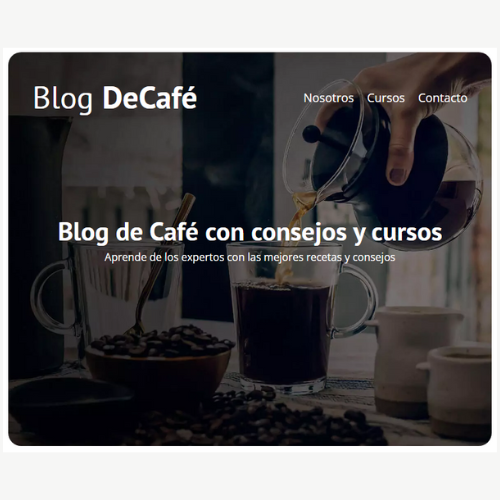 Blog DeCafé
Nosotros Cursos Contacto
Blog de Café con consejos y cursos
Aprende de los expertos con las mejores recetas y consejos